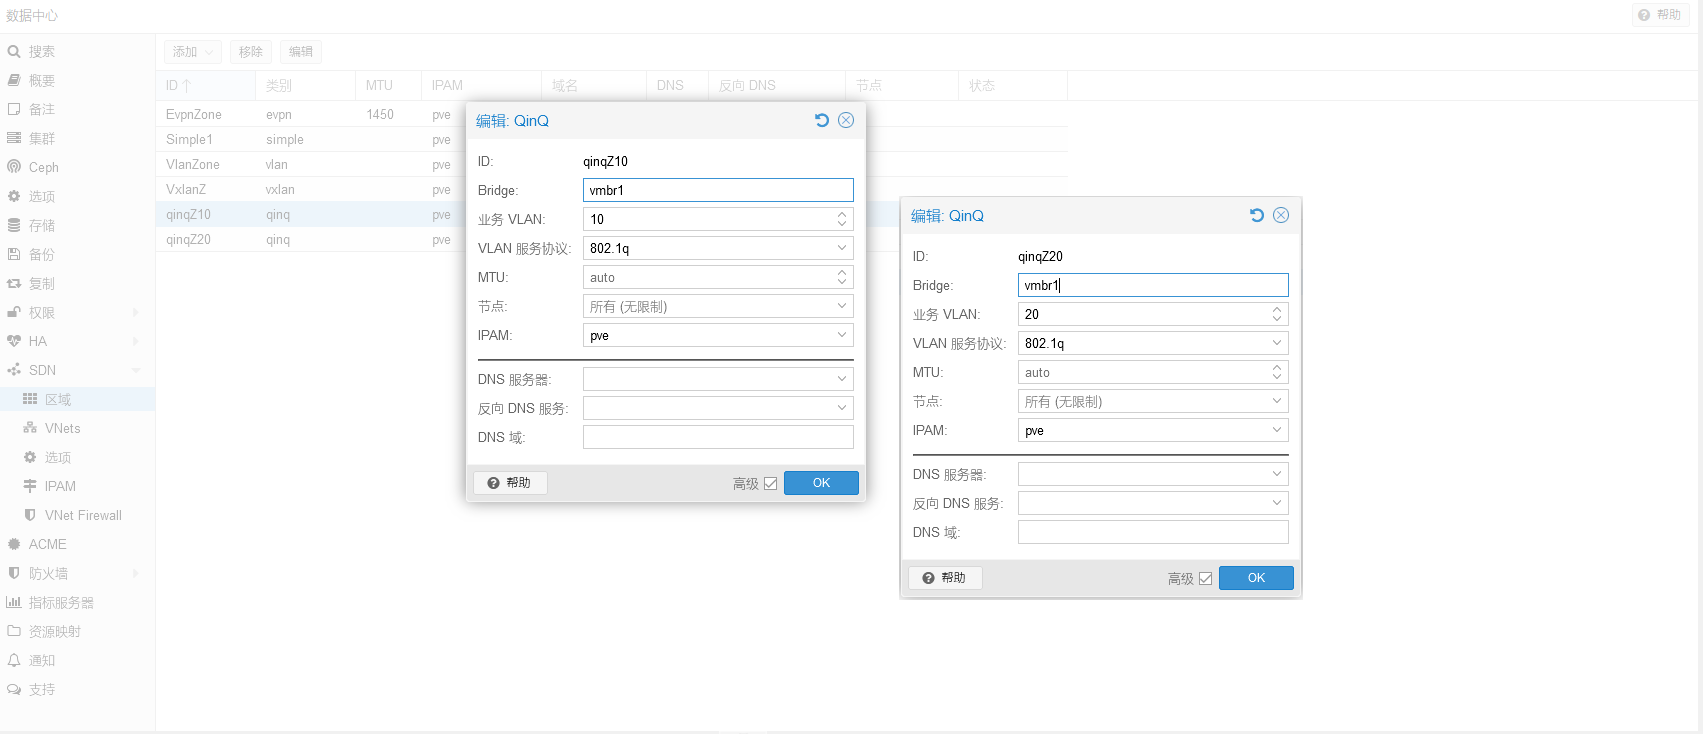 数据中心
帮助
搜索
概要
备注
集群
Ceph
选项
存储
备份
复制
权限
HA
SDN
区域
VNets
选项
IPAM
VNet Firewall
ACME
防火墙
指标服务器
资源映射
通知
支持
添加 移除 编辑
ID 类别 MTU IPAM 域名 DNS 反向 DNS 节点 状态
EvpnZone evpn 1450 pve
Simple1 simple pve
VlanZone vlan pve
VxlanZ vxlan pve
qinqZ10 qinq pve
qinqZ20 qinq pve
编辑: QinQ
ID: qinqZ10
Bridge: vmbr1
业务 VLAN: 10
VLAN 服务协议: 802.1q
MTU: auto
节点: 所有 (无限制)
IPAM: pve
DNS 服务器:
反向 DNS 服务:
DNS 域:
帮助 高级 OK
编辑: QinQ
ID: qinqZ20
Bridge: vmbr1
业务 VLAN: 20
VLAN 服务协议: 802.1q
MTU: auto
节点: 所有 (无限制)
IPAM: pve
DNS 服务器:
反向 DNS 服务:
DNS 域:
帮助 高级 OK